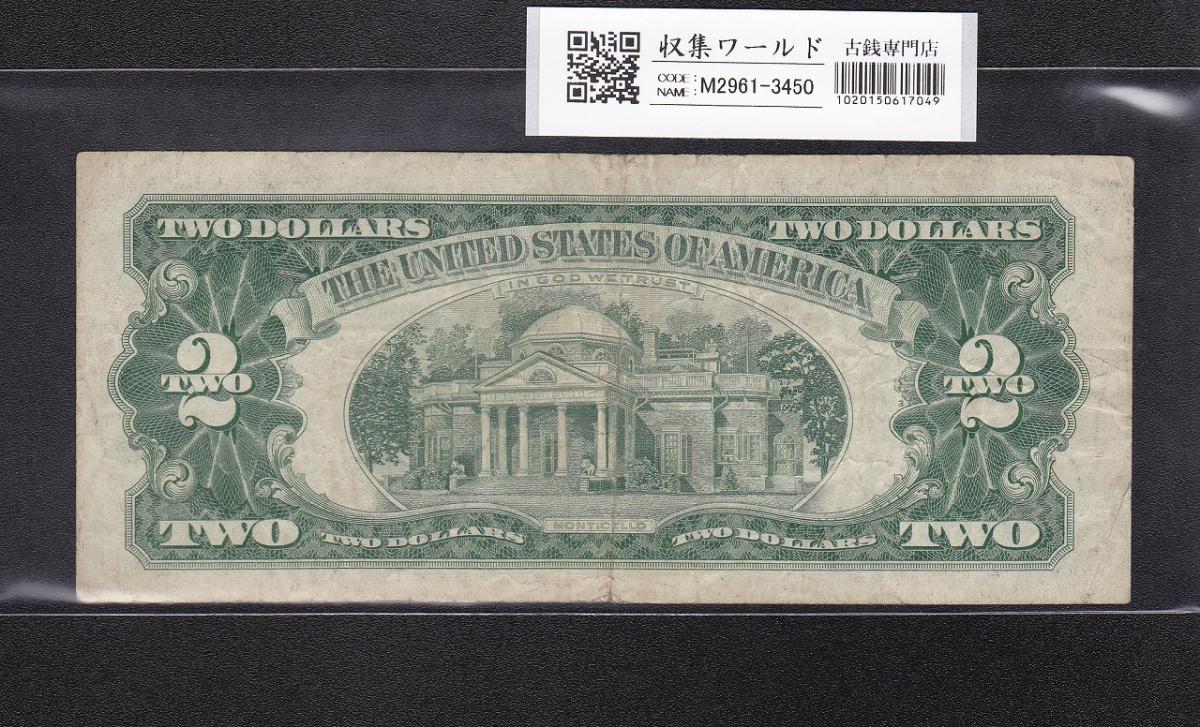 収集ワールド 古銭専門店
CODE:
NAME: M2961-3450
1020150617049
TWO DOLLARS TWO DOLLARS
THE UNITED STATES OF AMERICA
IN GOD WE TRUST
2 TWO 2 TWO
MONTICELLO
TWO TWO DOLLARS TWO DOLLARS TWO